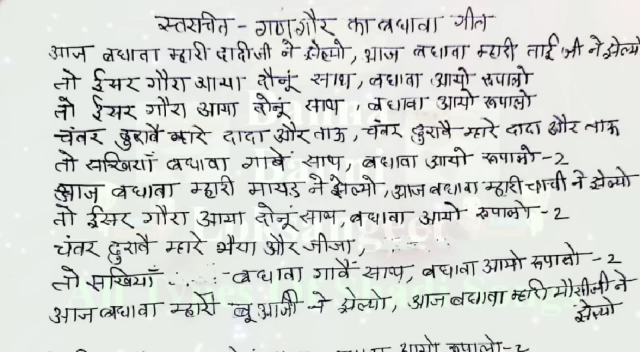 स्वरचित - गणगौर का बधावा गीत
आज बधावा म्हारी दादीजी ने झेल्यो, आज बधावा म्हारी ताई जी ने झेल्यो
तो ईसर गौरा आया दोनूं साथ, बधावा आयो रूपालो
तो ईसर गौरा आया दोनूं साथ, बधावा आयो रूपालो
चंवर ढुरावै म्हारे दादा और ताऊ, चंवर ढुरावै म्हारे दादा और ताऊ
तो सखियाँ बधावा गावें साथ, बधावा आयो रूपालो-2
आज बधावा म्हारी मायड ने झेल्यो, आज बधावा म्हारी चाची ने झेल्यो
तो ईसर गौरा आया दोनूं साथ, बधावा आयो रूपालो-2
चंवर ढुरावै म्हारे भैया और जीजा, ......
तो सखियाँ ..... बधावा गावैं साथ, बधावा आयो रूपालो-2
आज बधावा म्हारी बूआजी ने झेल्यो, आज बधावा म्हारी मौसीजी ने झेल्यो
आयो रूपालो-2